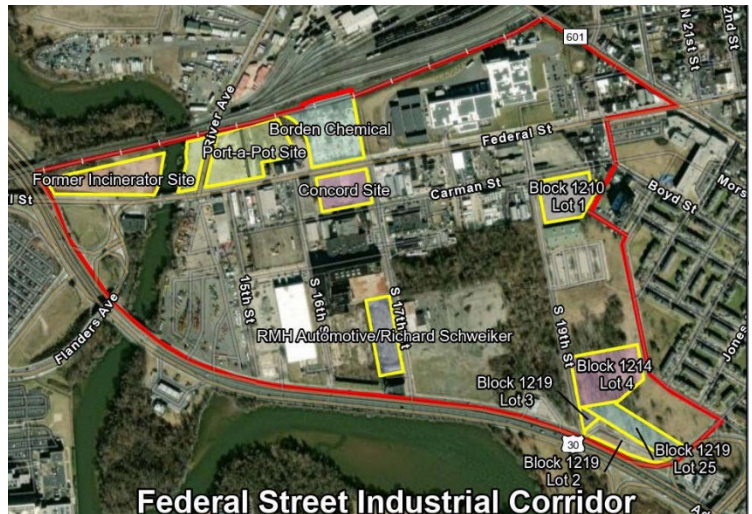 601
N 21st St
2nd St
River Ave
Borden Chemical
Federal St
Port-a-Pot Site
Former Incinerator Site
l St
Concord Site
Carman St
Block 1210
Lot 1
Boyd St
Mors
15th St
S 16th S
S 17th St
Flanders Ave
RMH Automotive/Richard Schweiker
S 19th St
Jones
Block 1214
Lot 4
Block 1219
Lot 3
30
Block 1219
Lot 25
Block 1219
Lot 2
Federal Street Industrial Corridor